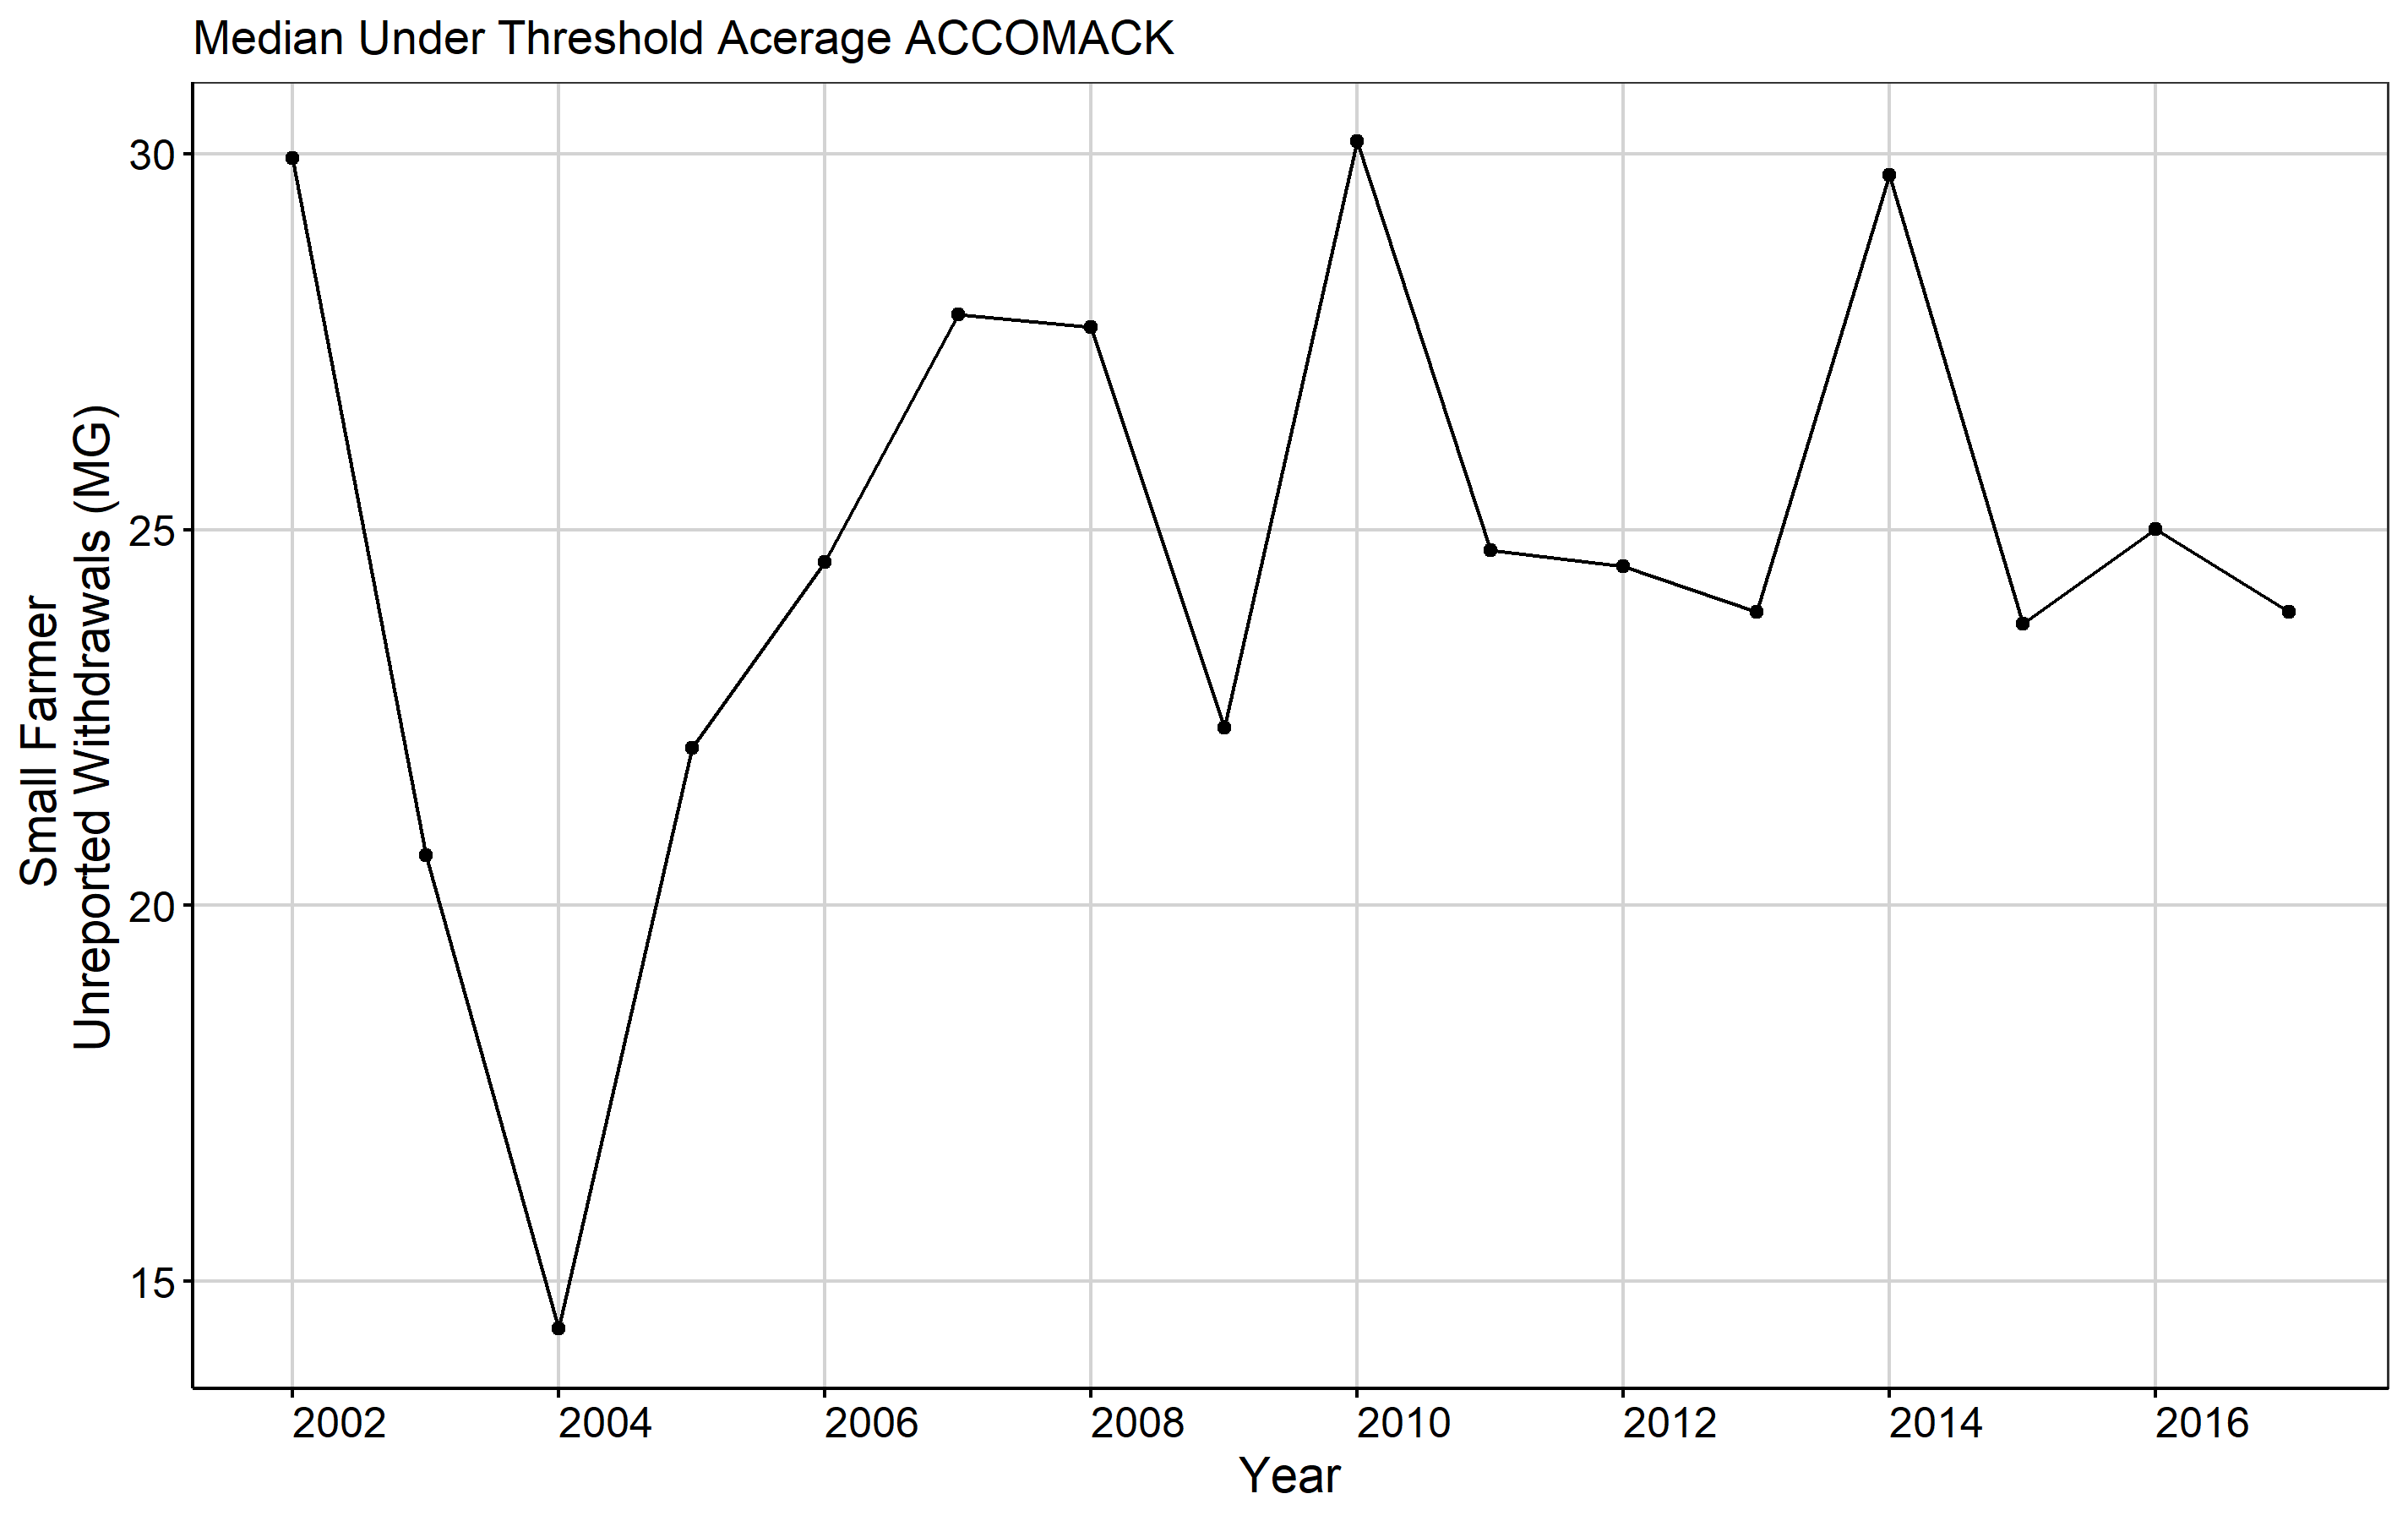 Median Under Threshold Acerage ACCOMACK
Small Farmer
Unreported Withdrawals (MG)
30
25
20
15
2002 2004 2006 2008 2010 2012 2014 2016
Year